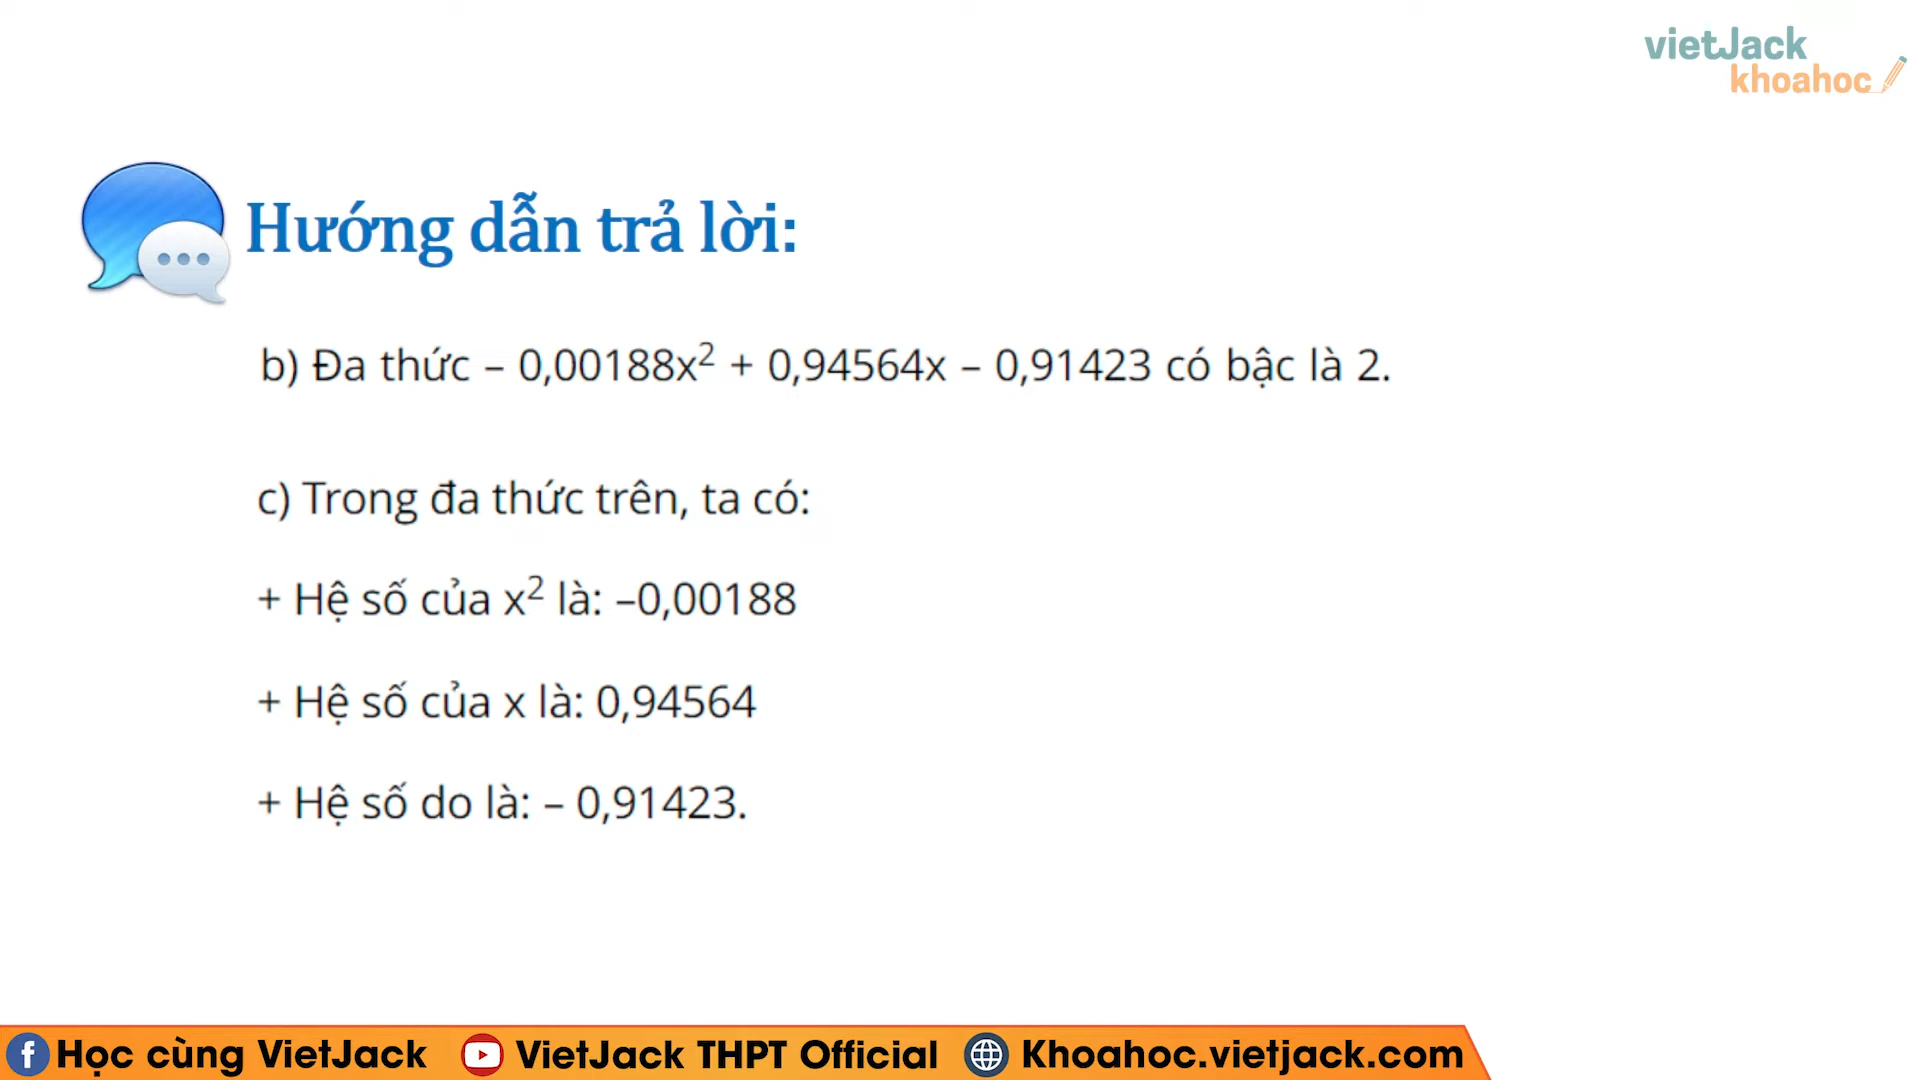 vietJack
khoahoc
Hướng dẫn trả lời:
b) Đa thức – 0,00188x² + 0,94564x – 0,91423 có bậc là 2.
c) Trong đa thức trên, ta có:
+ Hệ số của x² là: –0,00188
+ Hệ số của x là: 0,94564
+ Hệ số do là: – 0,91423.
Học cùng VietJack VietJack THPT Official Khoahoc.vietjack.com